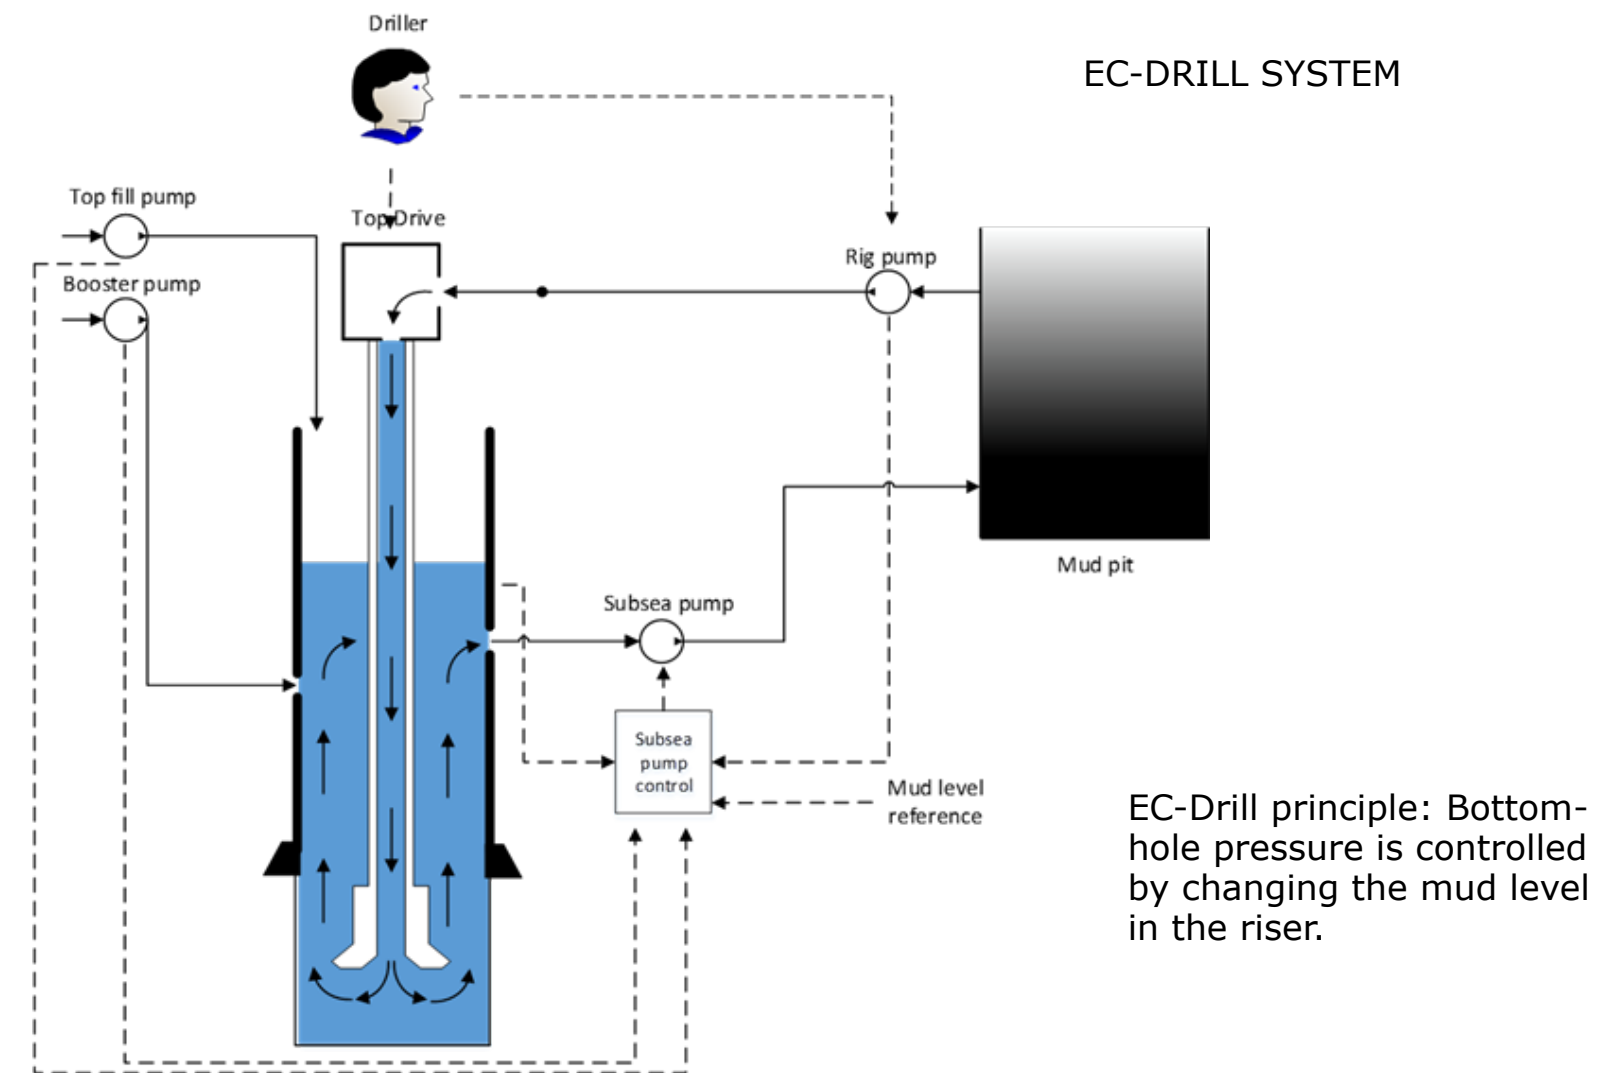 Driller
EC-DRILL SYSTEM
Top fill pump
Top Drive
Rig pump
Booster pump
Mud pit
Subsea pump
Subsea
pump
control
Mud level
reference
EC-Drill principle: Bottom-
hole pressure is controlled
by changing the mud level
in the riser.